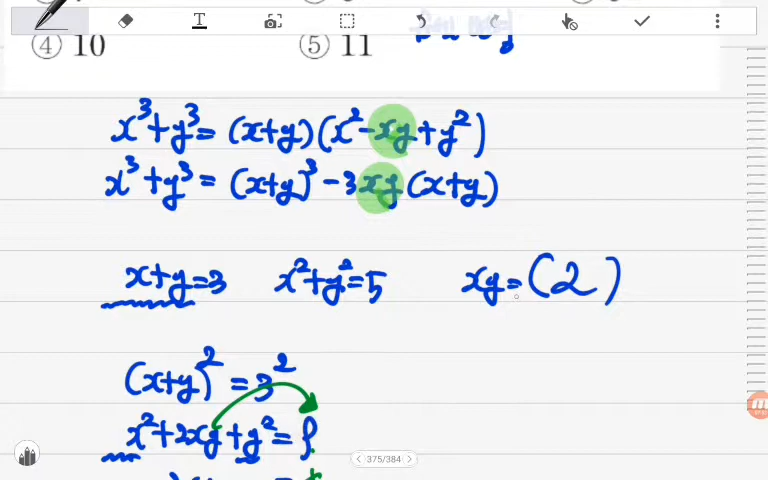 ④ 10 ⑤ 11
x³+y³= (x+y)(x²-xy+y²)
x³+y³= (x+y)³-3xy(x+y)
x+y=3 x²+y²=5 xy=(2)
(x+y)²=3²
x²+2xy+y²=9
375/384